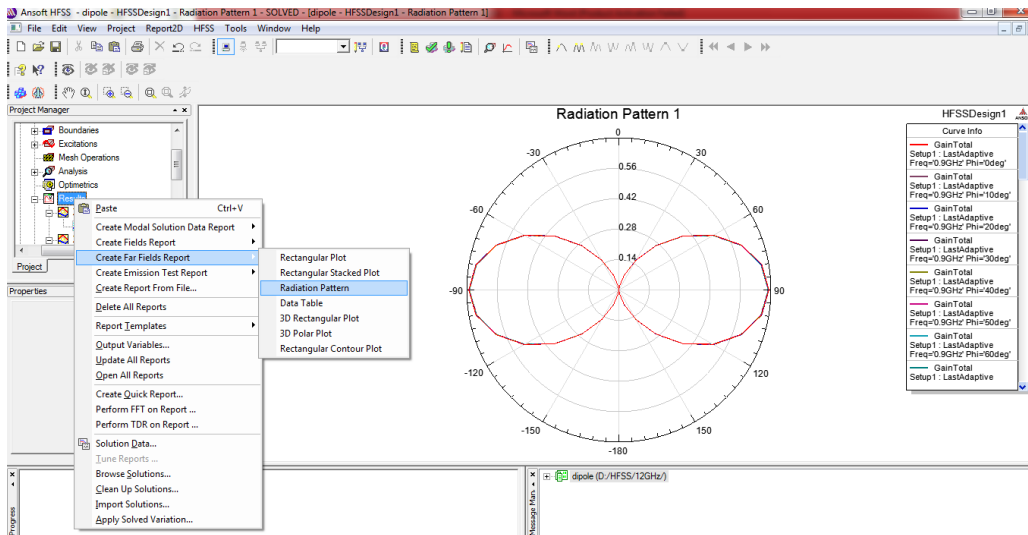 Ansoft HFSS - dipole - HFSSDesign1 - Radiation Pattern 1 - SOLVED - [dipole - HFSSDesign1 - Radiation Pattern 1]
File Edit View Project Report2D HFSS Tools Window Help
Project Manager
Boundaries
Excitations
Mesh Operations
Analysis
Optimetrics
Results
Project
Properties
Paste Ctrl+V
Create Modal Solution Data Report
Create Fields Report
Create Far Fields Report
Create Emission Test Report
Create Report From File...
Delete All Reports
Report Templates
Output Variables...
Update All Reports
Open All Reports
Create Quick Report...
Perform FFT on Report ...
Perform TDR on Report ...
Solution Data...
Tune Reports ...
Browse Solutions...
Clean Up Solutions...
Import Solutions...
Apply Solved Variation...
Rectangular Plot
Rectangular Stacked Plot
Radiation Pattern
Data Table
3D Rectangular Plot
3D Polar Plot
Rectangular Contour Plot
Radiation Pattern 1
0
-30 30
0.56
0.42
-60 60
0.28
0.14
-90 90
-120 120
-150 150
-180
HFSSDesign1
Curve Info
GainTotal
Setup1 : LastAdaptive
Freq='0.9GHz' Phi='0deg'
GainTotal
Setup1 : LastAdaptive
Freq='0.9GHz' Phi='10deg'
GainTotal
Setup1 : LastAdaptive
Freq='0.9GHz' Phi='20deg'
GainTotal
Setup1 : LastAdaptive
Freq='0.9GHz' Phi='30deg'
GainTotal
Setup1 : LastAdaptive
Freq='0.9GHz' Phi='40deg'
GainTotal
Setup1 : LastAdaptive
Freq='0.9GHz' Phi='50deg'
GainTotal
Setup1 : LastAdaptive
Freq='0.9GHz' Phi='60deg'
GainTotal
Setup1 : LastAdaptive
Progress
Message Man
dipole (D:/HFSS/12GHz/)